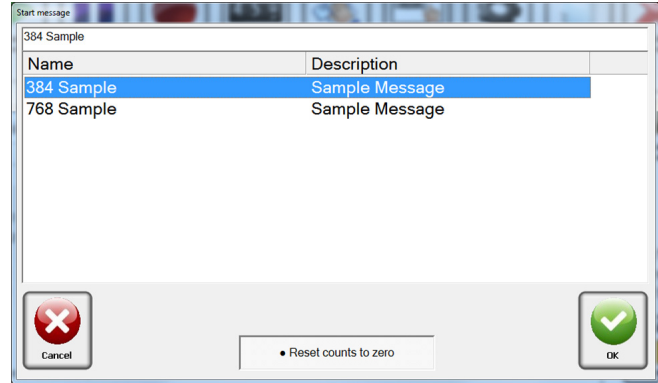 Start message
384 Sample
Name Description
384 Sample Sample Message
768 Sample Sample Message
Cancel
• Reset counts to zero
OK